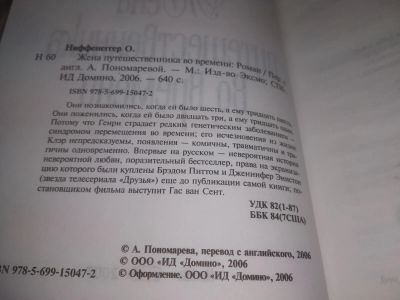 Жена
путешественника
Ниффенеггер О.
Н 60
Жена путешественника во времени: Роман / Пер. с
англ. А. Пономаревой. — М.: Изд-во Эксмо, СПб.:
ИД Домино, 2006. — 640 с.
ISBN 978-5-699-15047-2
Они познакомились, когда ей было шесть, а ему тридцать шесть.
Они поженились, когда ей было двадцать три, а ему тридцать
Потому что Генри страдает редким генетическим заболеванием —
синдромом перемещения во времени; его исчезновения из жизни
Клэр непредсказуемы, появления — комичны, травматичны и тра-
гичны одновременно. Впервые на русском — невероятная история
невероятной любви, поразительный бестселлер, права на экраниза-
цию которого были куплены Брэдом Питтом и Дженнифер Энистон
(звезда телесериала «Друзья») еще до публикации самой книги; по-
становщиком фильма выступит Гас ван Сент.
УДК 82(1-87)
ББК 84(7США)
© А. Пономарева, перевод с английского, 2006
© ООО «ИД «Домино», 2006
ISBN 978-5-699-15047-2
© Оформление. ООО «ИД «Домино», 2006